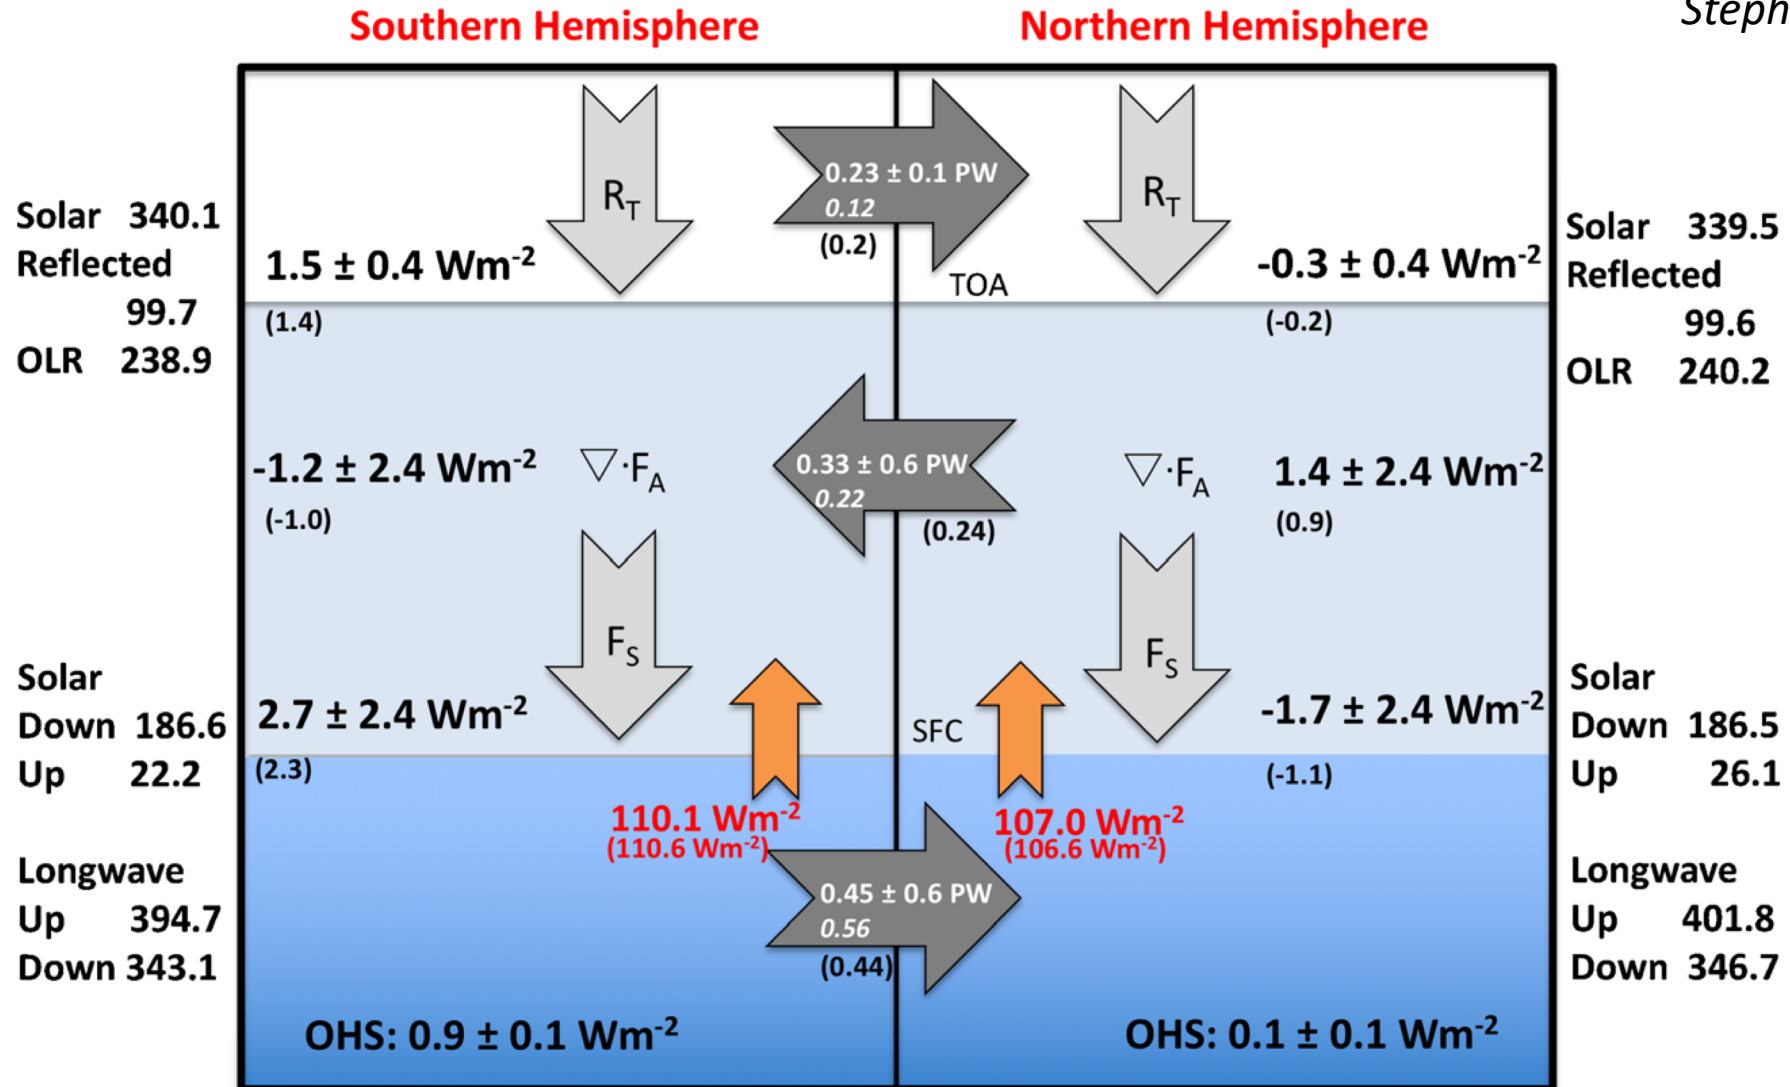 Southern Hemisphere
Northern Hemisphere
Steph
Solar 340.1
Reflected
99.7
OLR 238.9
R_T
1.5 ± 0.4 Wm⁻²
(1.4)
0.23 ± 0.1 PW
0.12
(0.2)
TOA
R_T
-0.3 ± 0.4 Wm⁻²
(-0.2)
Solar 339.5
Reflected
99.6
OLR 240.2
-1.2 ± 2.4 Wm⁻²
(-1.0)
▽·F_A
0.33 ± 0.6 PW
0.22
(0.24)
▽·F_A
1.4 ± 2.4 Wm⁻²
(0.9)
Solar
Down 186.6
Up 22.2
F_S
2.7 ± 2.4 Wm⁻²
(2.3)
SFC
F_S
-1.7 ± 2.4 Wm⁻²
(-1.1)
Solar
Down 186.5
Up 26.1
110.1 Wm⁻²
(110.6 Wm⁻²)
107.0 Wm⁻²
(106.6 Wm⁻²)
Longwave
Up 394.7
Down 343.1
0.45 ± 0.6 PW
0.56
(0.44)
Longwave
Up 401.8
Down 346.7
OHS: 0.9 ± 0.1 Wm⁻²
OHS: 0.1 ± 0.1 Wm⁻²